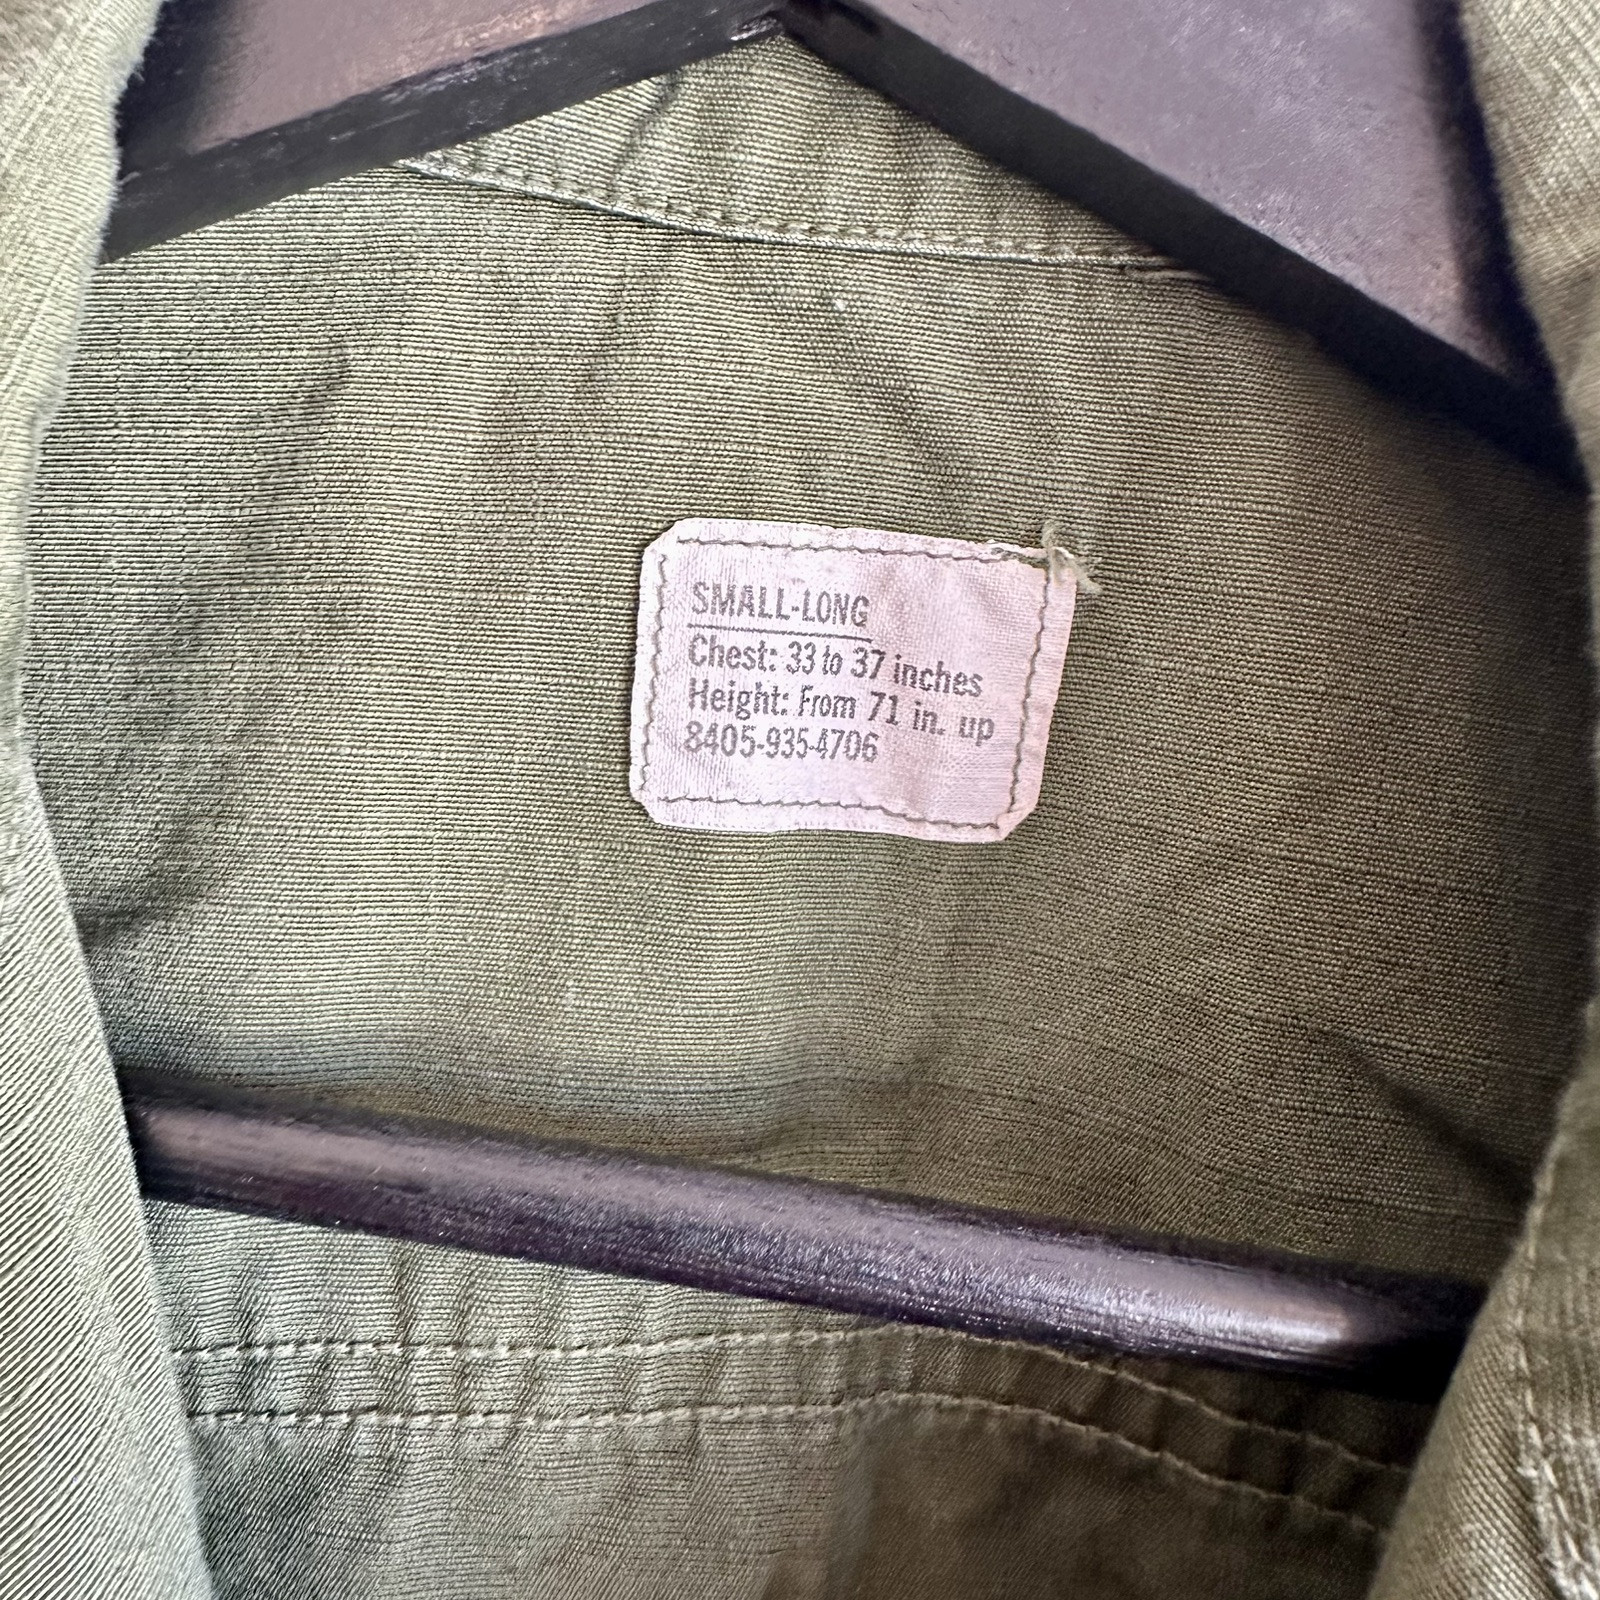 SMALL-LONG
Chest: 33 to 37 inches
Height: From 71 in. up
8405-935-4706